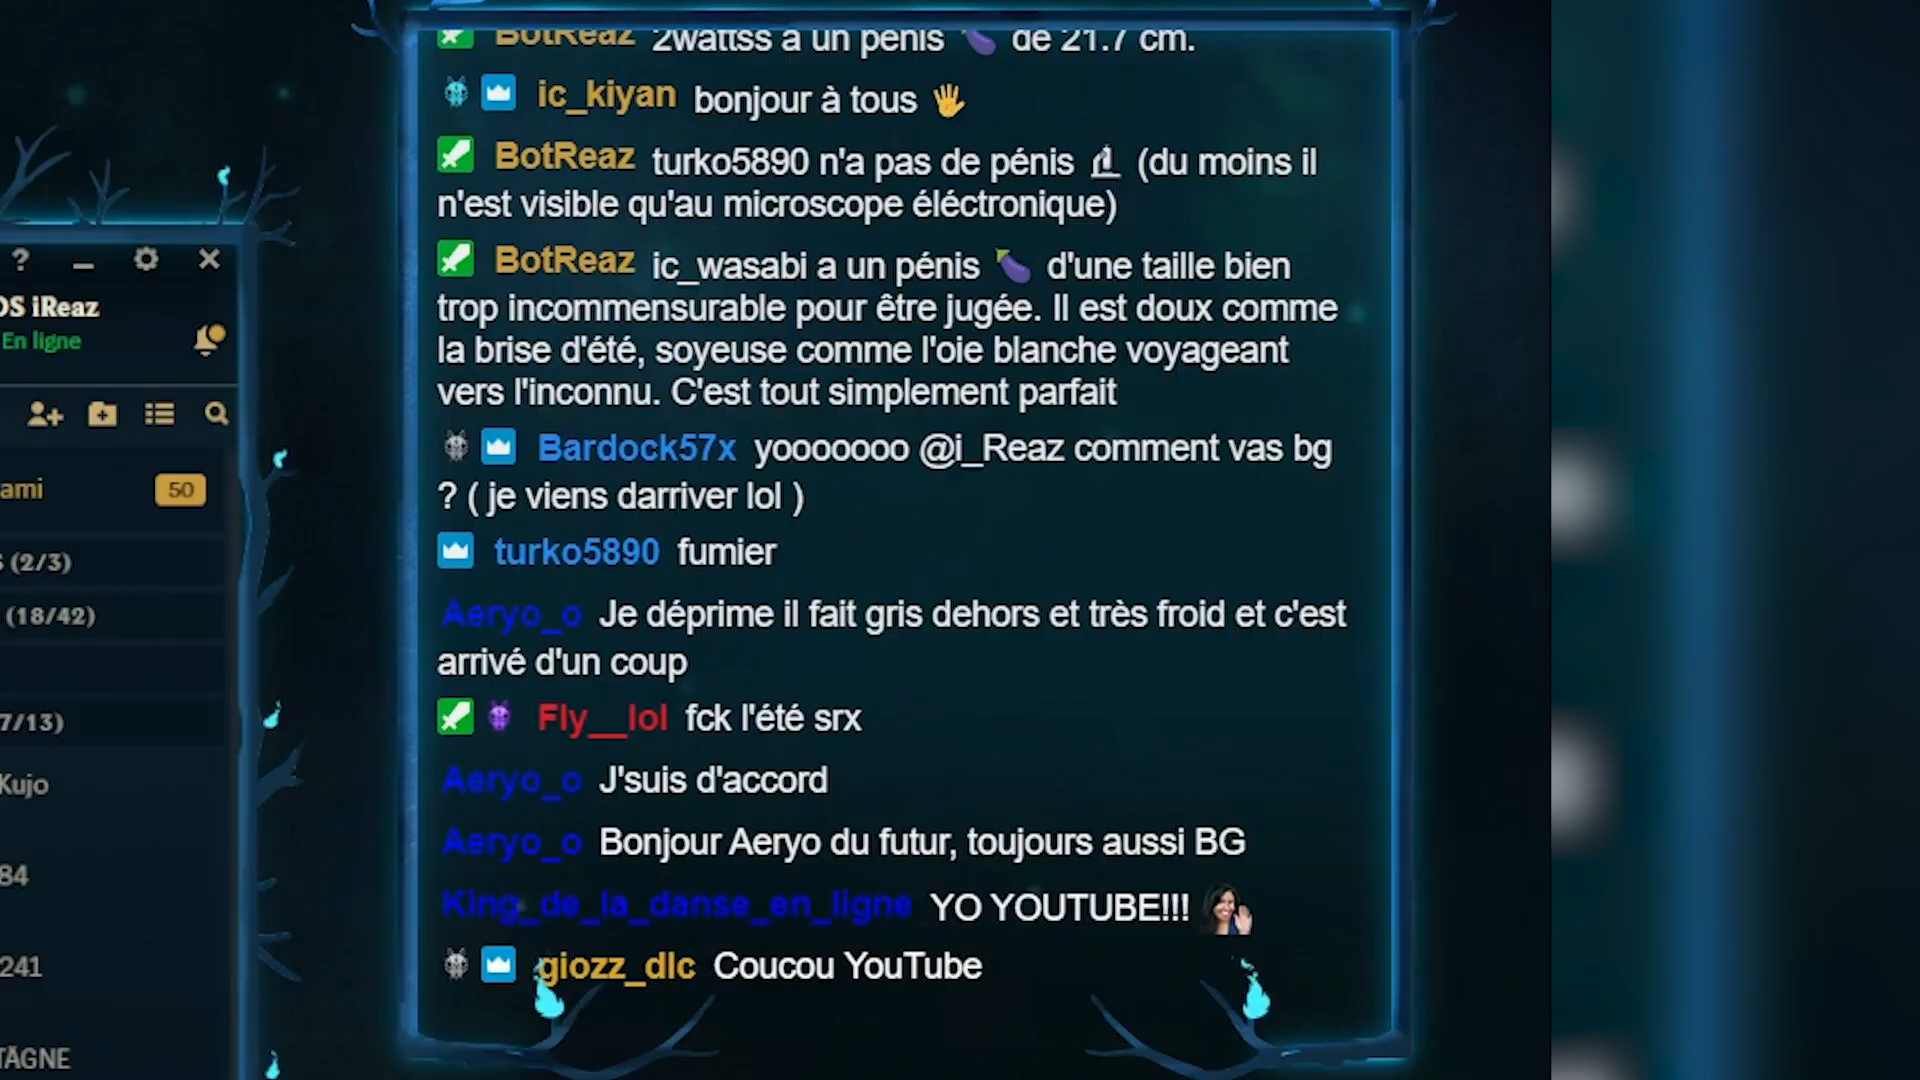 BotReaz 2wattss a un pénis 🍆 de 21.7 cm.
ic_kiyan bonjour à tous 🖐
BotReaz turko5890 n'a pas de pénis 🔬 (du moins il
n'est visible qu'au microscope éléctronique)
BotReaz ic_wasabi a un pénis 🍆 d'une taille bien
trop incommensurable pour être jugée. Il est doux comme
la brise d'été, soyeuse comme l'oie blanche voyageant
vers l'inconnu. C'est tout simplement parfait
Bardock57x yooooooo @i_Reaz comment vas bg
? ( je viens darriver lol )
turko5890 fumier
Aeryo_o Je déprime il fait gris dehors et très froid et c'est
arrivé d'un coup
Fly__lol fck l'été srx
Aeryo_o J'suis d'accord
Aeryo_o Bonjour Aeryo du futur, toujours aussi BG
King_de_la_danse_en_ligne YO YOUTUBE!!!
giozz_dlc Coucou YouTube
?
OS iReaz
En ligne
ami 50
(2/3)
(18/42)
7/13)
Kujo
84
241
TAGNE